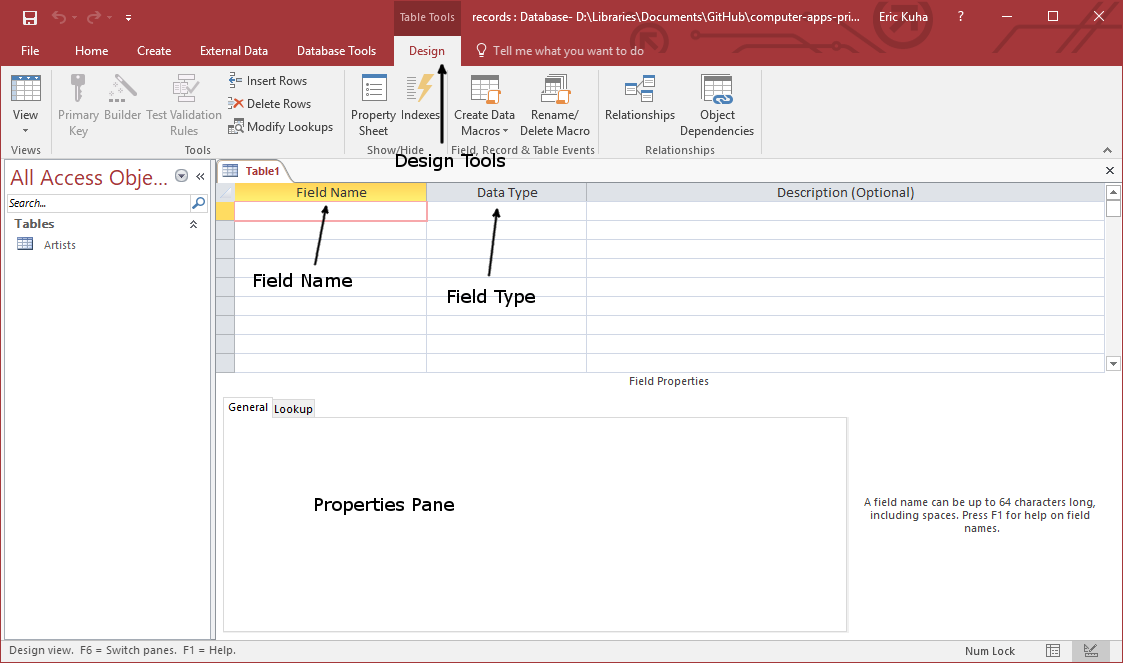 Table Tools
records : Database- D:\Libraries\Documents\GitHub\computer-apps-pri...
Eric Kuha
?
File
Home
Create
External Data
Database Tools
Design
Tell me what you want to do
View
Primary
Key
Builder
Test Validation
Rules
Insert Rows
Delete Rows
Modify Lookups
Property
Sheet
Indexes
Create Data
Macros
Rename/
Delete Macro
Relationships
Object
Dependencies
Views
Tools
Show/Hide
Field, Record & Table Events
Relationships
Design Tools
All Access Obje...
Search...
Tables
Artists
Table1
Field Name
Data Type
Description (Optional)
Field Name
Field Type
Field Properties
General
Lookup
Properties Pane
A field name can be up to 64 characters long,
including spaces. Press F1 for help on field
names.
Design view.  F6 = Switch panes.  F1 = Help.
Num Lock